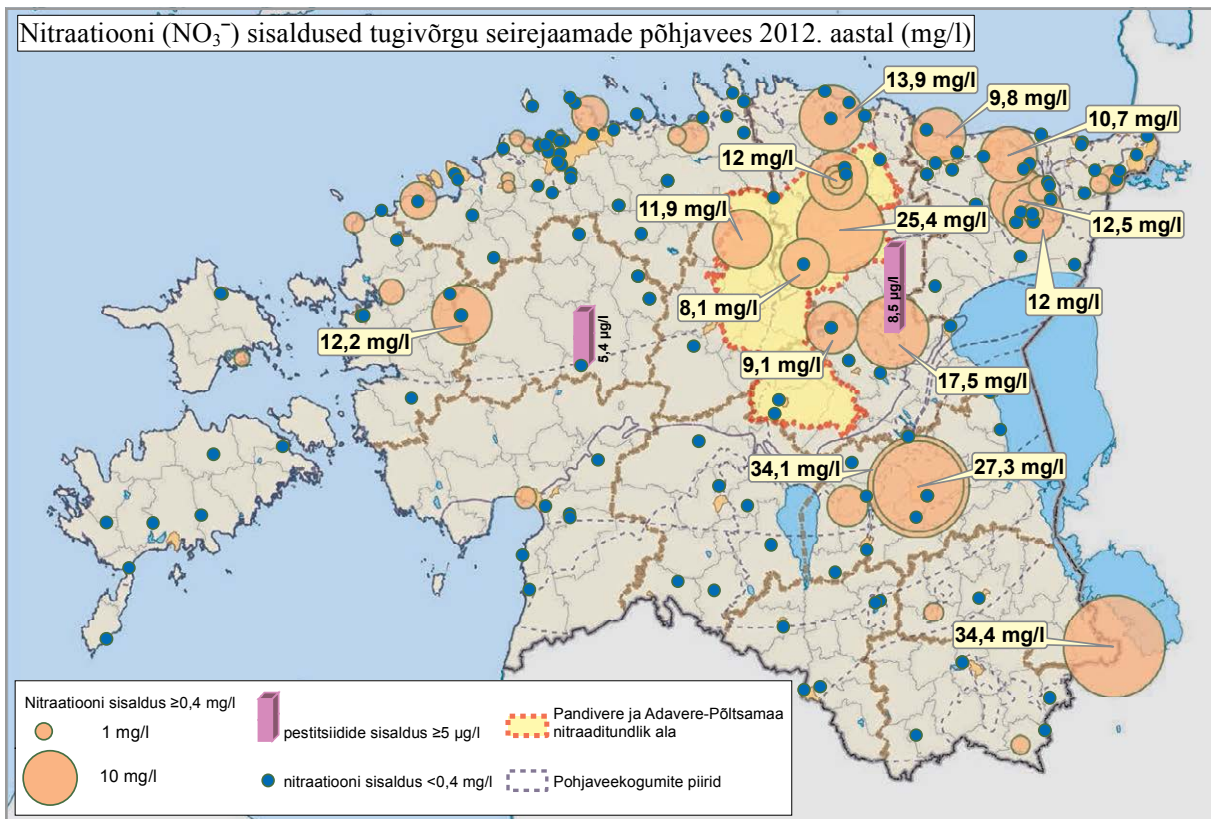 Nitraatiooni (NO₃⁻) sisaldused tugivõrgu seirejaamade põhjavees 2012. aastal (mg/l)
13,9 mg/l
9,8 mg/l
10,7 mg/l
12 mg/l
11,9 mg/l
25,4 mg/l
12,5 mg/l
8,1 mg/l
8,5 µg/l
12 mg/l
12,2 mg/l
5,4 µg/l
9,1 mg/l
17,5 mg/l
34,1 mg/l
27,3 mg/l
34,4 mg/l
Nitraatiooni sisaldus ≥0,4 mg/l
1 mg/l
10 mg/l
pestitsiidide sisaldus ≥5 µg/l
nitraatiooni sisaldus <0,4 mg/l
Pandivere ja Adavere-Põltsamaa
nitraaditundlik ala
Pohjaveekogumite piirid